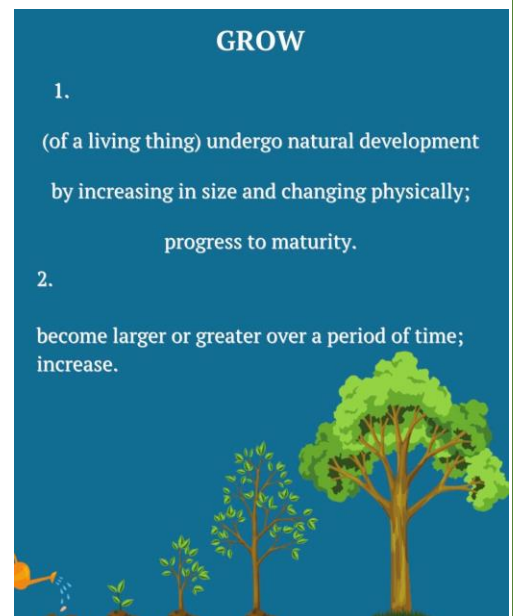 GROW
1.
(of a living thing) undergo natural development
by increasing in size and changing physically;
progress to maturity.
2.
become larger or greater over a period of time;
increase.